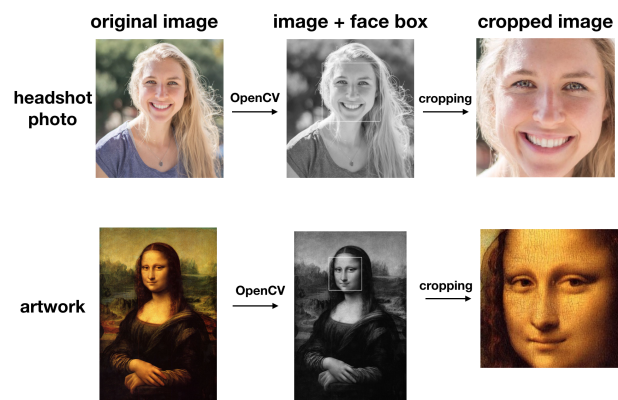 original image
image + face box
cropped image
headshot
photo
OpenCV
cropping
artwork
OpenCV
cropping